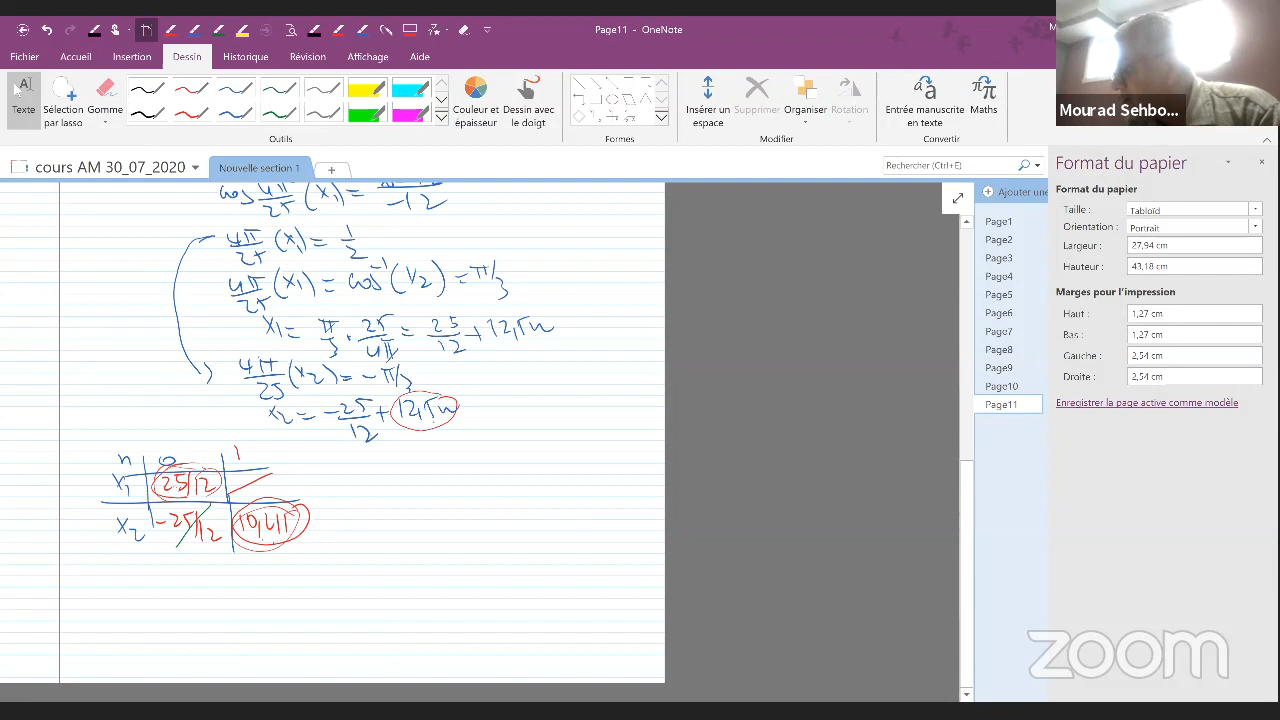 Page11 - OneNote
Fichier Accueil Insertion Dessin Historique Révision Affichage Aide
Texte
Sélection par lasso
Gomme
Couleur et épaisseur
Dessin avec le doigt
Insérer un espace
Supprimer
Organiser
Entrée manuscrite en texte
Maths
Outils Formes Modifier Convertir
Mourad Sehbo...
cours AM 30_07_2020
Nouvelle section 1
Rechercher (Ctrl+E)
Ajouter une
Page1
Page2
Page3
Page4
Page5
Page6
Page7
Page8
Page9
Page10
Page11
Format du papier
Format du papier
Taille : Tabloïd
Orientation : Portrait
Largeur : 27,94 cm
Hauteur : 43,18 cm
Marges pour l'impression
Haut : 1,27 cm
Bas : 1,27 cm
Gauche : 2,54 cm
Droite : 2,54 cm
Enregistrer la page active comme modèle
cos 4π/25 (x1) = /-12
4π/25 (x1) = 1/2
4π/25 (x1) = cos⁻¹(1/2) = π/3
x1 = π/3 · 25/4π = 25/12 + 12,5n
4π/25 (x2) = -π/3
x2 = -25/12 + 12,5n
n 0 1
x1 25/12
x2 -25/12 10,41
zoom